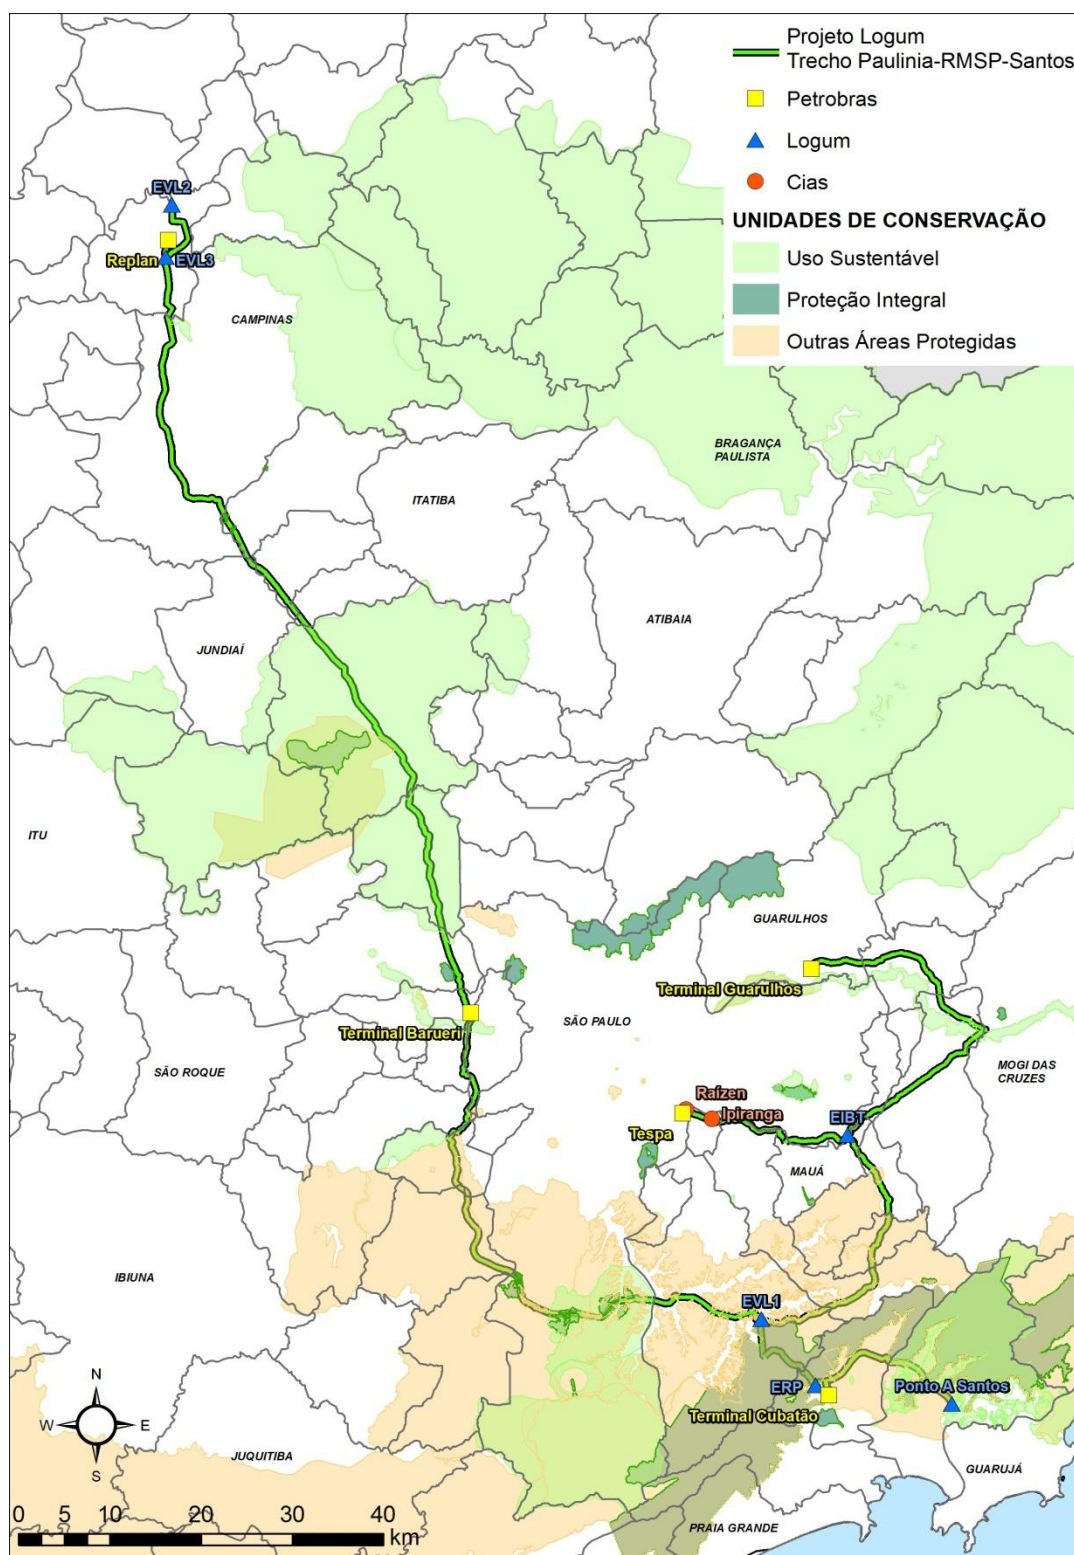 Projeto Logum
Trecho Paulinia-RMSP-Santos
Petrobras
Logum
Cias
UNIDADES DE CONSERVAÇÃO
Uso Sustentável
Proteção Integral
Outras Áreas Protegidas
EVL2
Replan
EVL3
CAMPINAS
BRAGANÇA
PAULISTA
ITATIBA
ATIBAIA
JUNDIAÍ
ITU
GUARULHOS
Terminal Guarulhos
SÃO PAULO
Terminal Barueri
SÃO ROQUE
MOGI DAS
CRUZES
Raízen
Ipiranga
EIBT
Tespa
MAUÁ
IBIUNA
EVL1
ERP
Ponto A Santos
Terminal Cubatão
N
W
E
S
JUQUITIBA
GUARUJÁ
PRAIA GRANDE
0 5 10 20 30 40
km